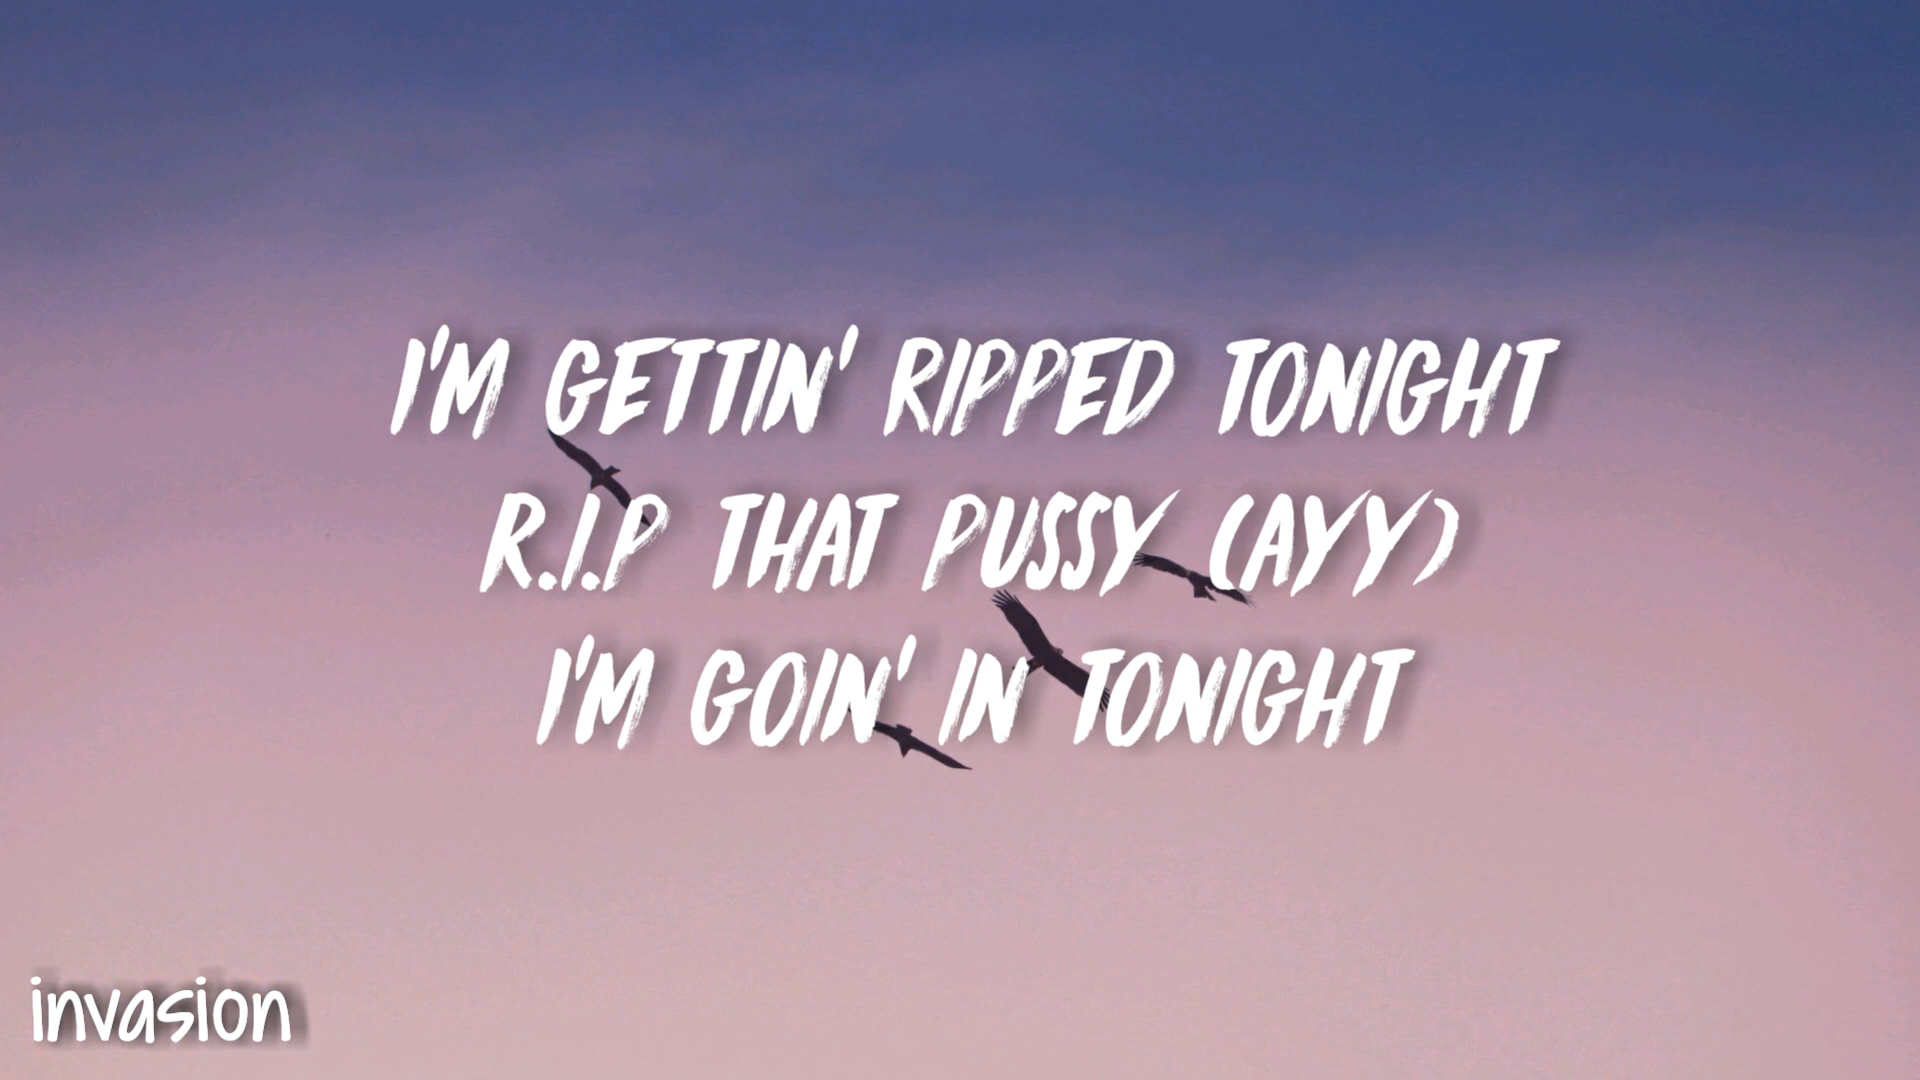 I'M GETTIN' RIPPED TONIGHT
R.I.P THAT PUSSY (AYY)
I'M GOIN' IN TONIGHT
invasion